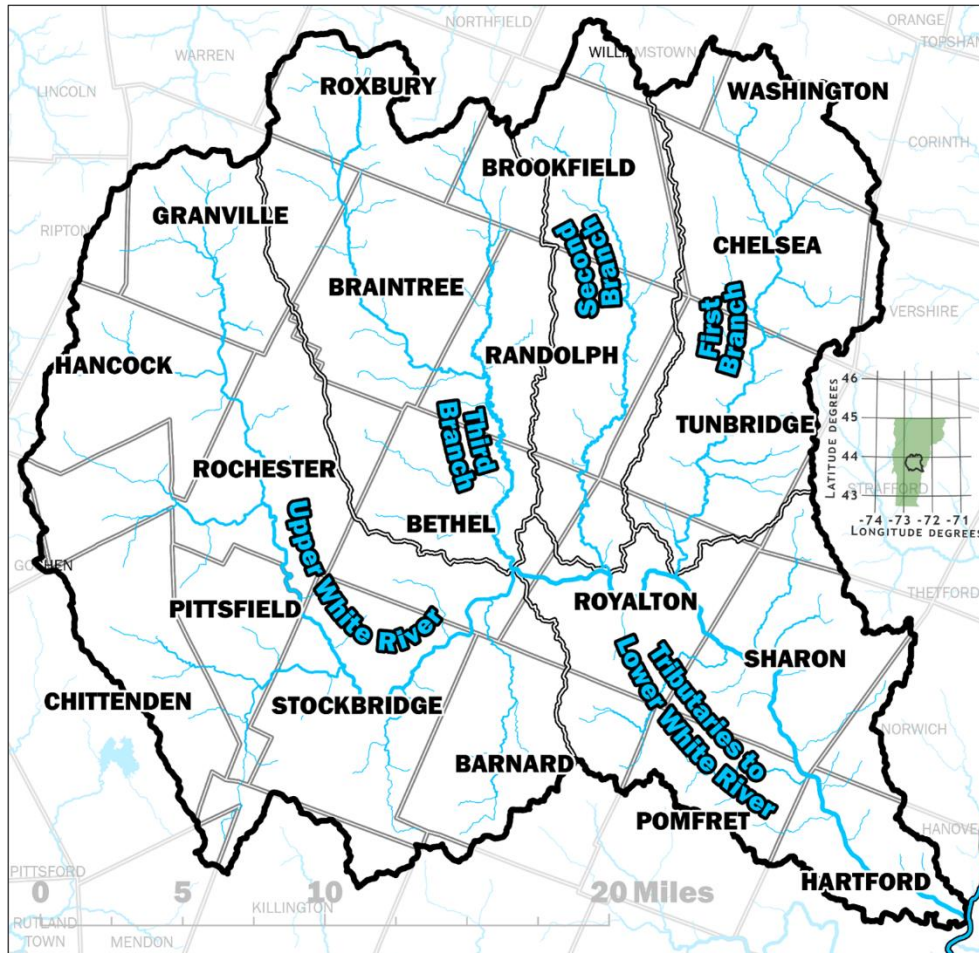 NORTHFIELD
ORANGE
TOPSHAM
WARREN
WILLIAMSTOWN
LINCOLN
ROXBURY
WASHINGTON
CORINTH
BROOKFIELD
GRANVILLE
RIPTON
CHELSEA
Second
Branch
BRAINTREE
First
Branch
VERSHIRE
HANCOCK
RANDOLPH
46
45
44
43
LATITUDE DEGREES
-74 -73 -72 -71
LONGITUDE DEGREES
TUNBRIDGE
Third
Branch
ROCHESTER
STRAFFORD
BETHEL
Upper White River
GOSHEN
THETFORD
PITTSFIELD
ROYALTON
SHARON
Tributaries to
Lower White River
CHITTENDEN
STOCKBRIDGE
NORWICH
BARNARD
POMFRET
HANOVER
PITTSFORD
HARTFORD
0 5 10 20 Miles
KILLINGTON
RUTLAND
TOWN
MENDON